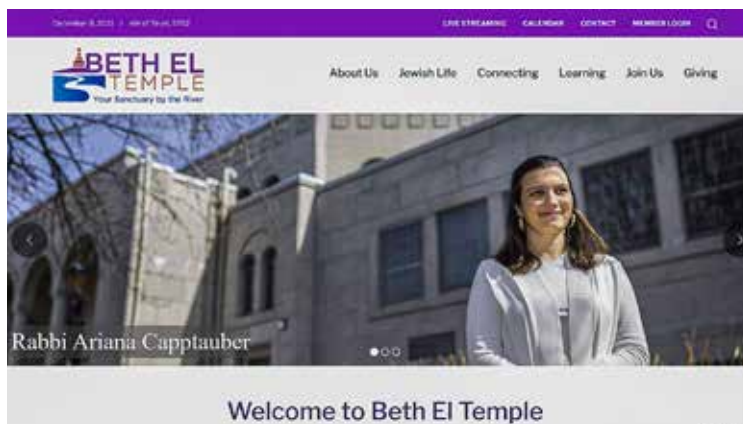 LIVE STREAMING CALENDAR CONTACT MEMBER LOGIN
BETH EL
TEMPLE
Your Sanctuary by the River
About Us Jewish Life Connecting Learning Join Us Giving
Rabbi Ariana Capptauber
Welcome to Beth El Temple